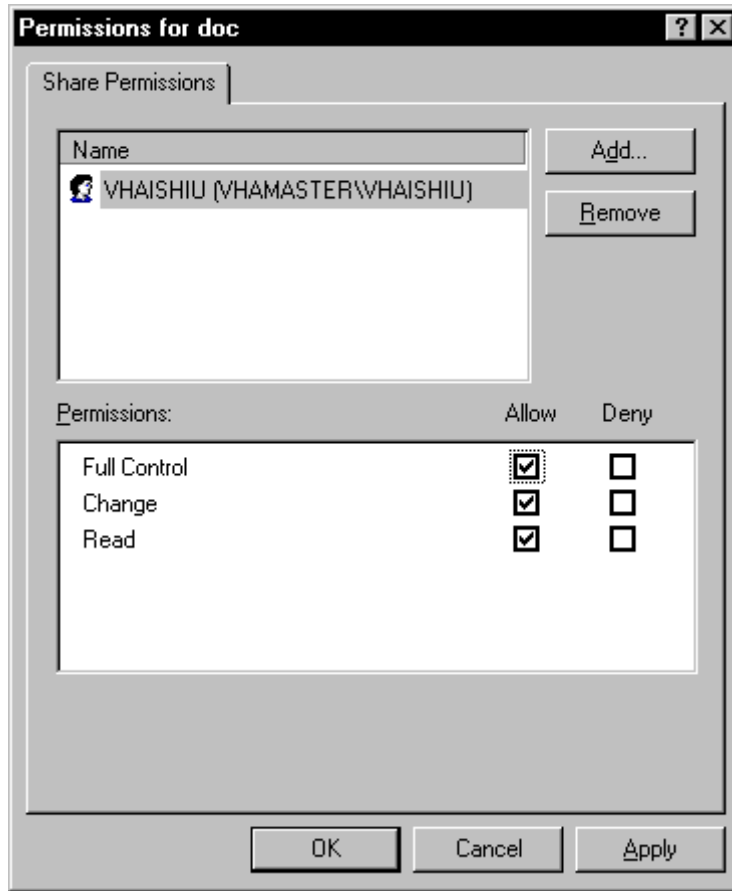 Permissions for doc
Share Permissions
Name
Add...
VHAISHIU (VHAMASTER\VHAISHIU)
Remove
Permissions: Allow Deny
Full Control
Change
Read
OK Cancel Apply